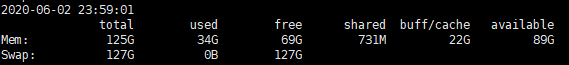 2020-06-02 23:59:01
total used free shared buff/cache available
Mem: 125G 34G 69G 731M 22G 89G
Swap: 127G 0B 127G